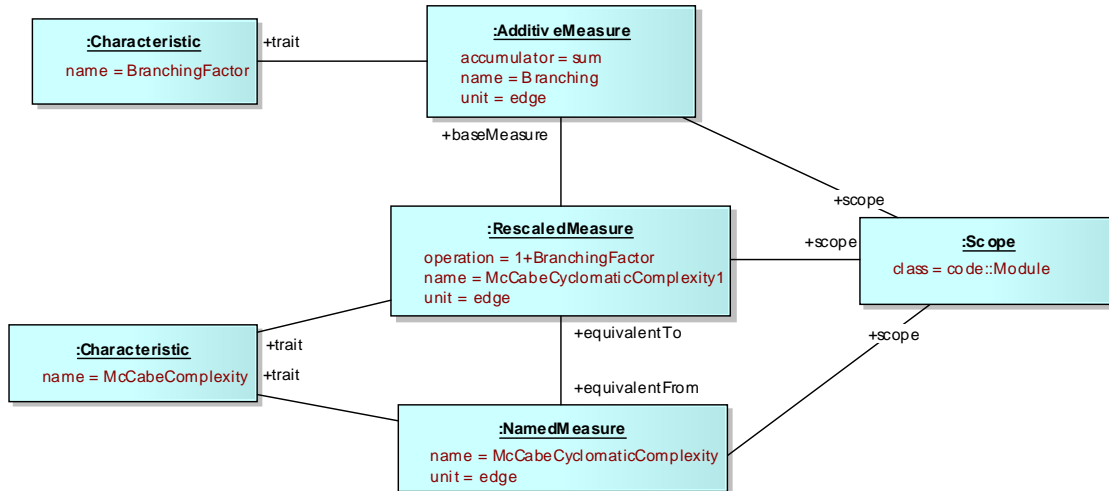 :Characteristic
name = BranchingFactor
+trait
:AdditiveMeasure
accumulator = sum
name = Branching
unit = edge
+baseMeasure
+scope
:RescaledMeasure
operation = 1+BranchingFactor
name = McCabeCyclomaticComplexity1
unit = edge
+scope
:Scope
class = code::Module
+equivalentTo
+scope
:Characteristic
name = McCabeComplexity
+trait
+trait
+equivalentFrom
:NamedMeasure
name = McCabeCyclomaticComplexity
unit = edge